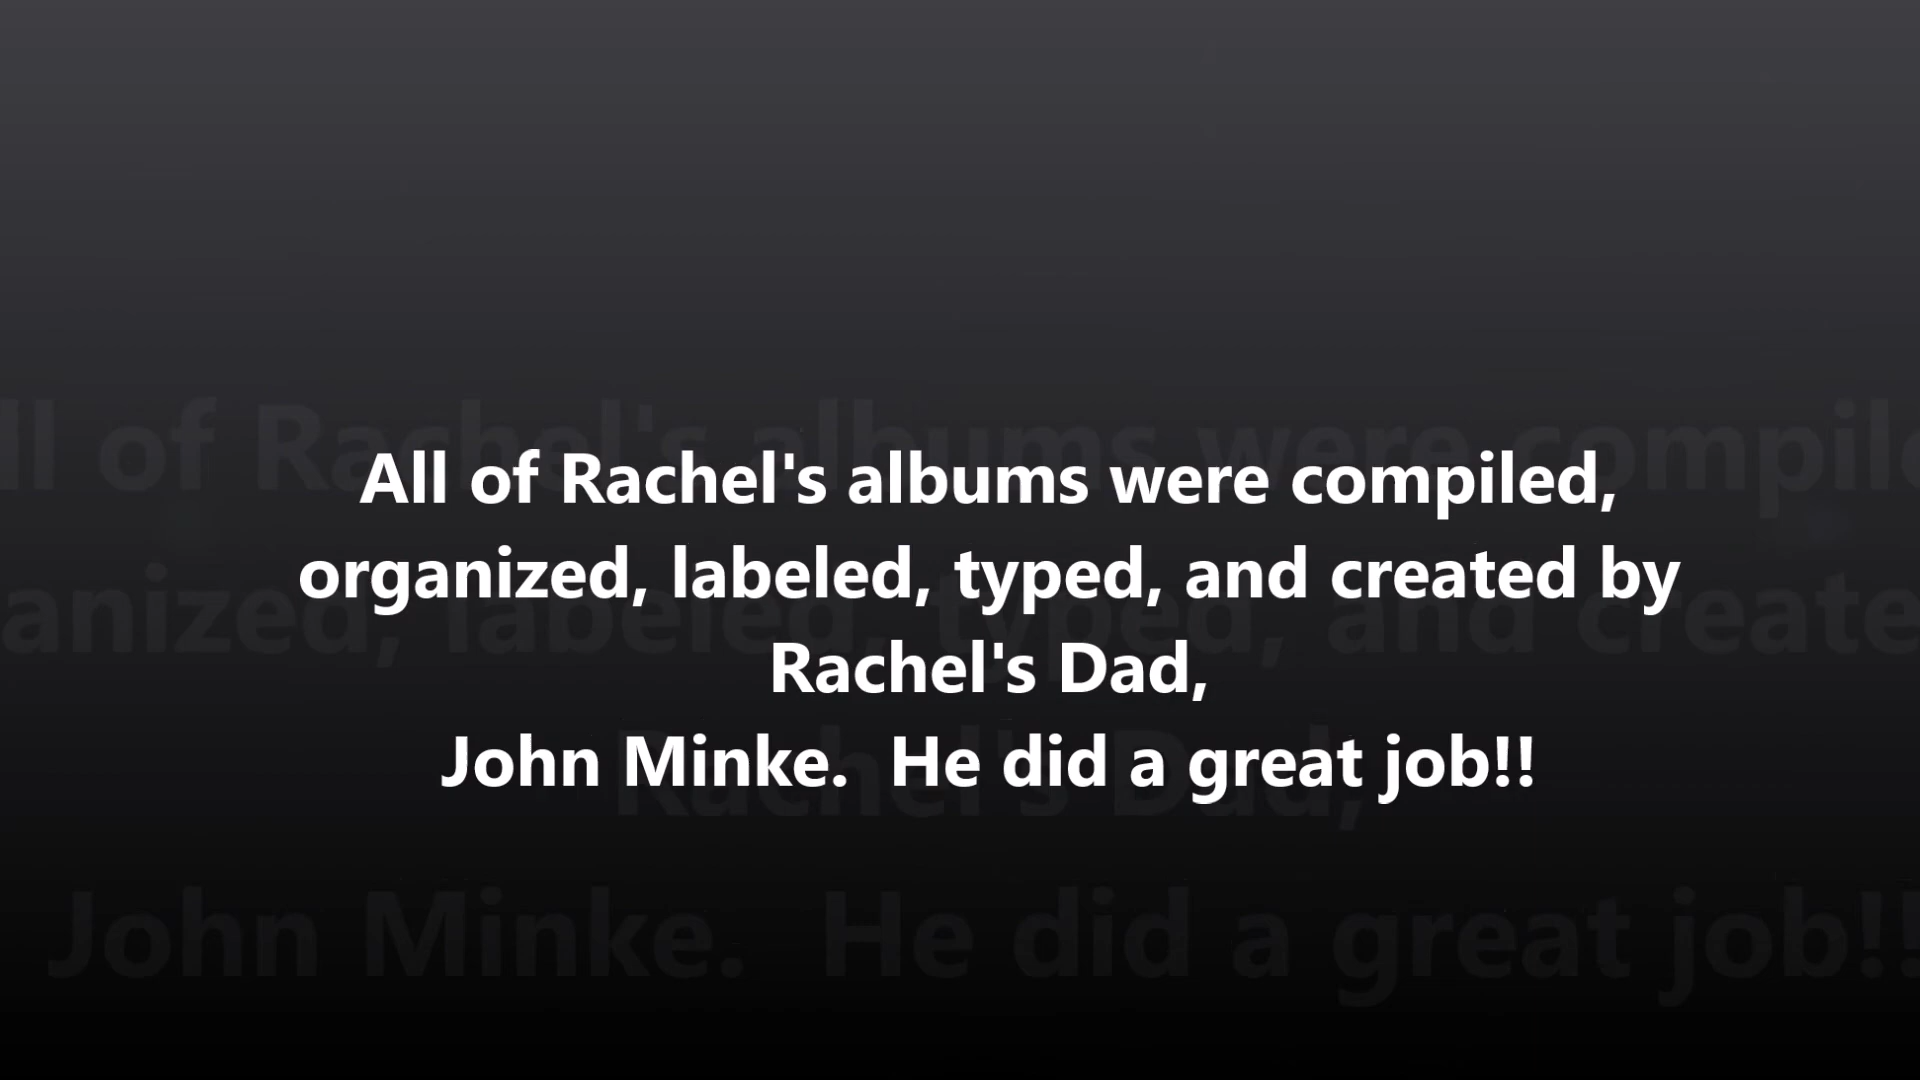 All of Rachel's albums were compiled,
organized, labeled, typed, and created by
Rachel's Dad,
John Minke.  He did a great job!!